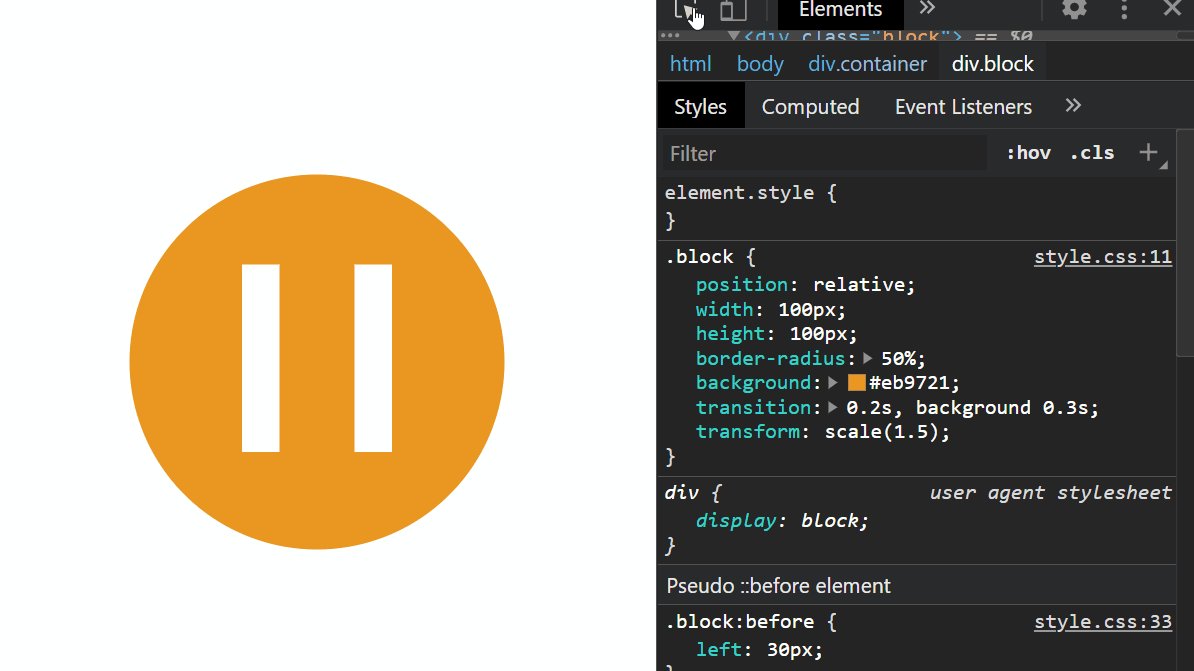 Elements »
••• ▼<div class="block"> == $0
html body div.container div.block
Styles Computed Event Listeners »
Filter :hov .cls +
element.style {
}
.block { style.css:11
position: relative;
width: 100px;
height: 100px;
border-radius: ▶ 50%;
background: ▶ #eb9721;
transition: ▶ 0.2s, background 0.3s;
transform: scale(1.5);
}
div { user agent stylesheet
display: block;
}
Pseudo ::before element
.block:before { style.css:33
left: 30px;
}